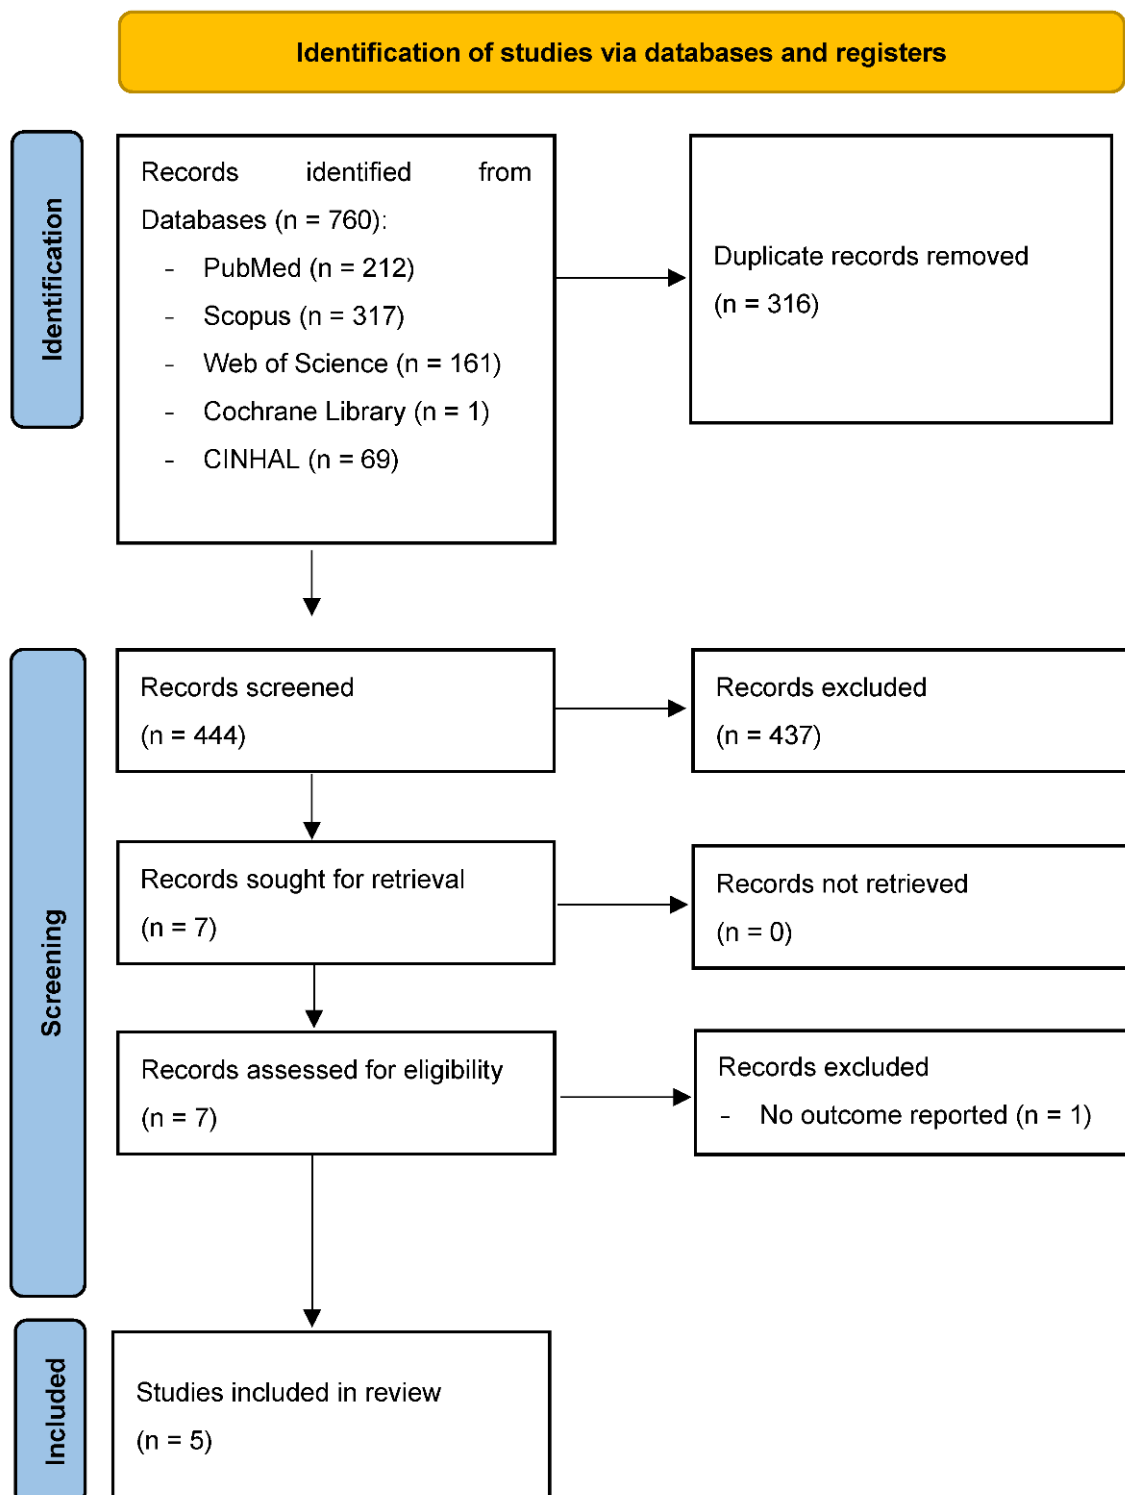 Identification of studies via databases and registers
Identification
Records identified from
Databases (n = 760):
- PubMed (n = 212)
- Scopus (n = 317)
- Web of Science (n = 161)
- Cochrane Library (n = 1)
- CINHAL (n = 69)
Duplicate records removed
(n = 316)
Screening
Records screened
(n = 444)
Records excluded
(n = 437)
Records sought for retrieval
(n = 7)
Records not retrieved
(n = 0)
Records assessed for eligibility
(n = 7)
Records excluded
- No outcome reported (n = 1)
Included
Studies included in review
(n = 5)